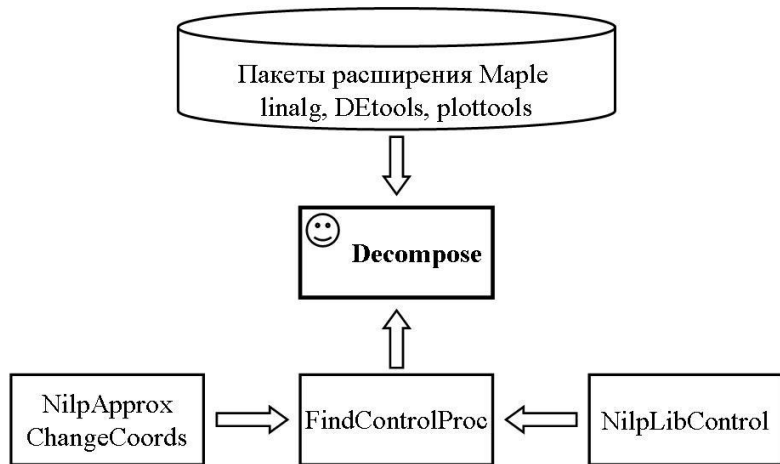 Пакеты расширения Maple
linalg, DEtools, plottools
Decompose
NilpApprox
ChangeCoords
FindControlProc
NilpLibControl